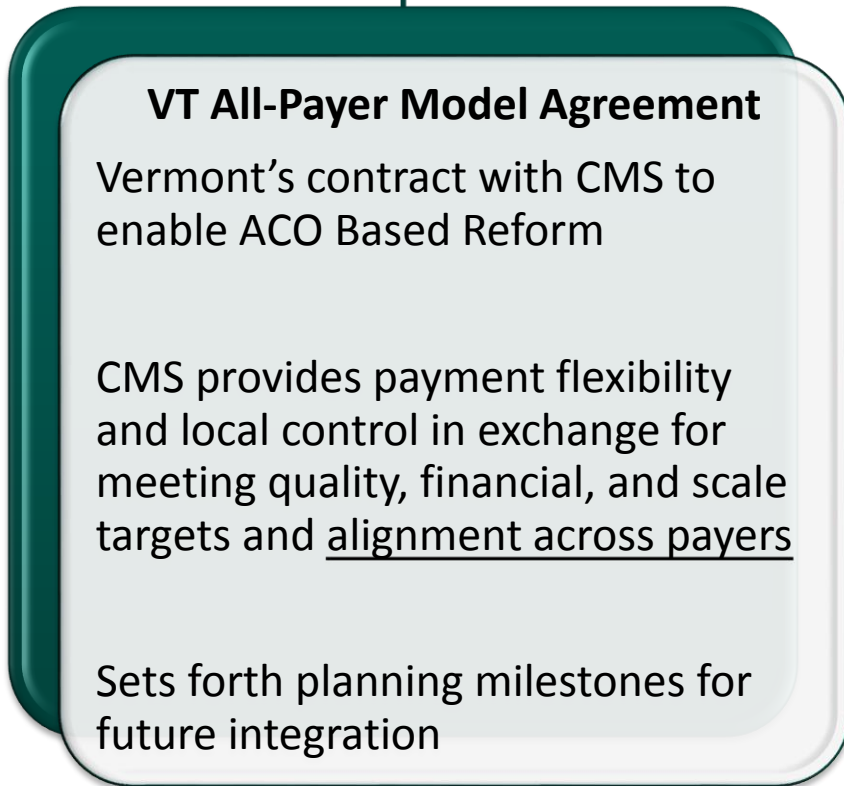 VT All-Payer Model Agreement
Vermont’s contract with CMS to
enable ACO Based Reform
CMS provides payment flexibility
and local control in exchange for
meeting quality, financial, and scale
targets and alignment across payers
Sets forth planning milestones for
future integration